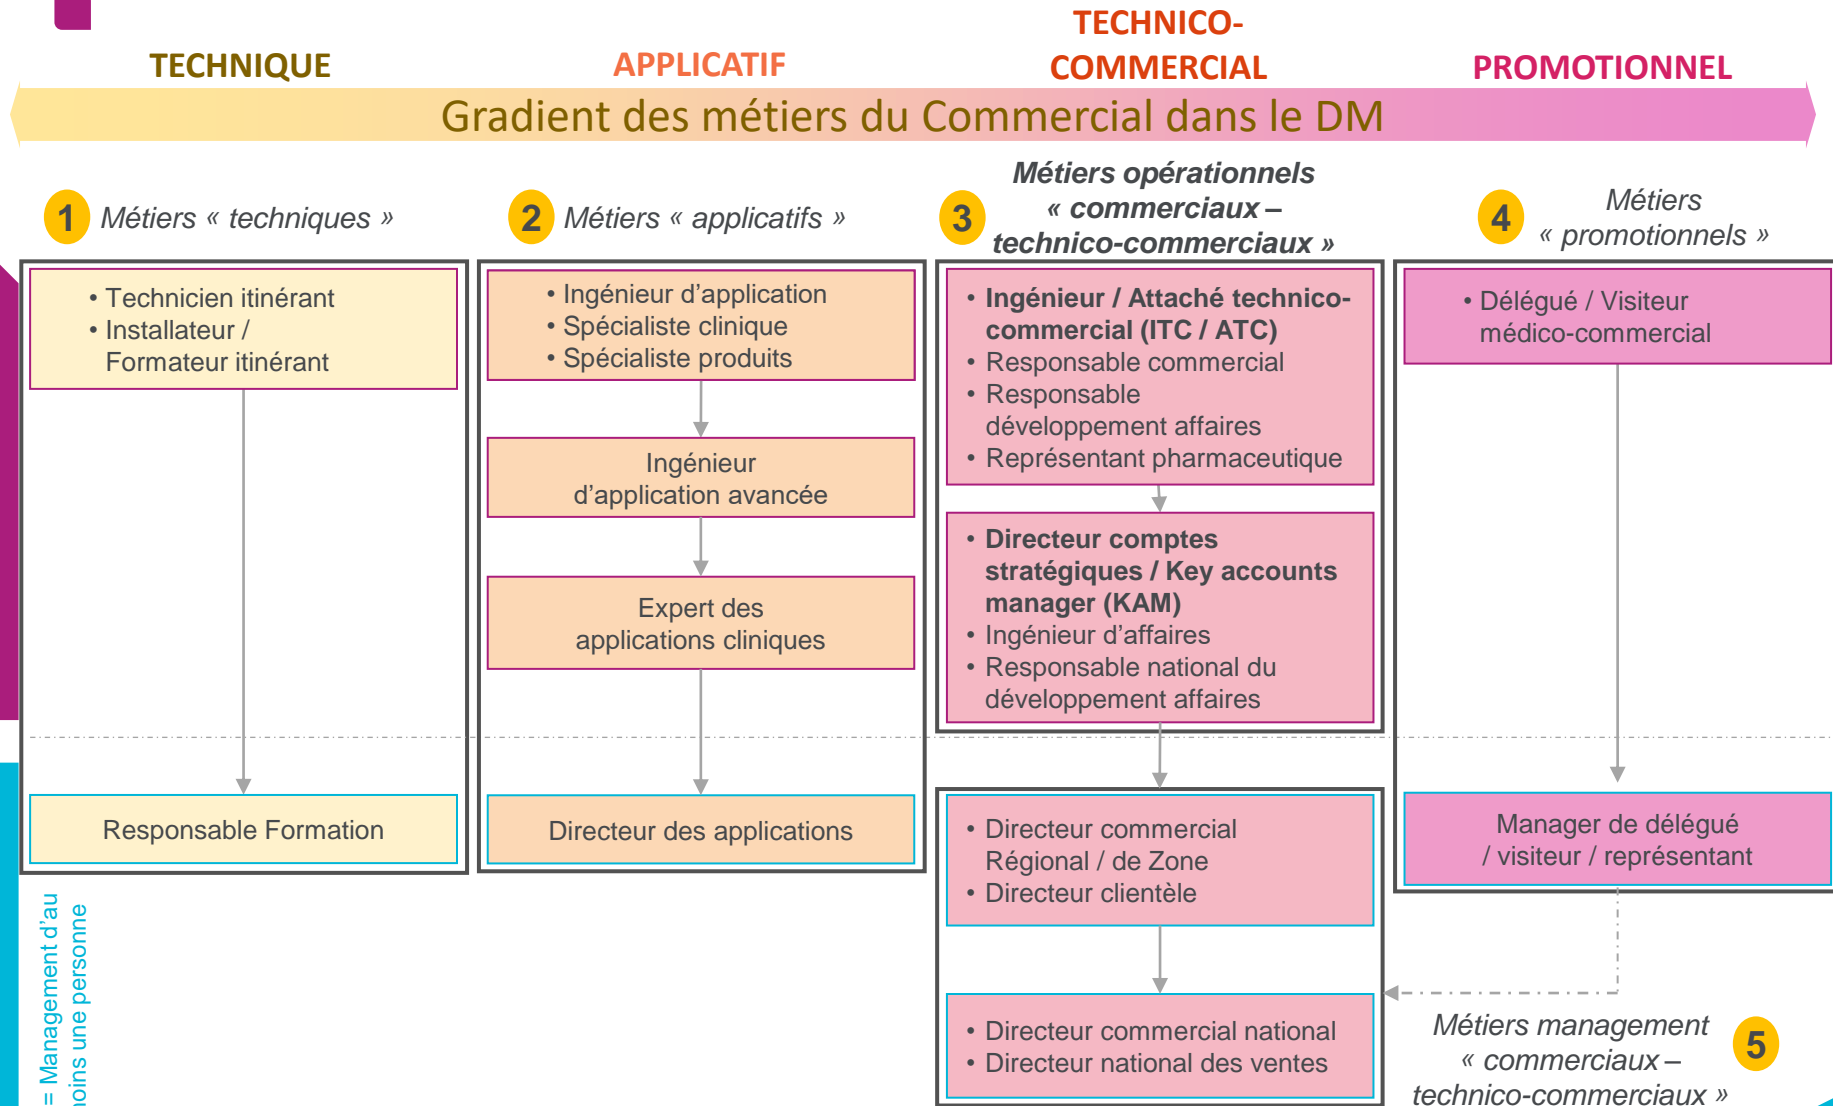 TECHNIQUE
APPLICATIF
TECHNICO-
COMMERCIAL
PROMOTIONNEL
Gradient des métiers du Commercial dans le DM
1 Métiers « techniques »
• Technicien itinérant
• Installateur /
Formateur itinérant
Responsable Formation
2 Métiers « applicatifs »
• Ingénieur d'application
• Spécialiste clinique
• Spécialiste produits
Ingénieur
d'application avancée
Expert des
applications cliniques
Directeur des applications
3
Métiers opérationnels
« commerciaux –
technico-commerciaux »
• Ingénieur / Attaché technico-
commercial (ITC / ATC)
• Responsable commercial
• Responsable
développement affaires
• Représentant pharmaceutique
• Directeur comptes
stratégiques / Key accounts
manager (KAM)
• Ingénieur d'affaires
• Responsable national du
développement affaires
• Directeur commercial
Régional / de Zone
• Directeur clientèle
• Directeur commercial national
• Directeur national des ventes
4
Métiers
« promotionnels »
• Délégué / Visiteur
médico-commercial
Manager de délégué
/ visiteur / représentant
Métiers management
« commerciaux –
technico-commerciaux »
5
= Management d'au
moins une personne